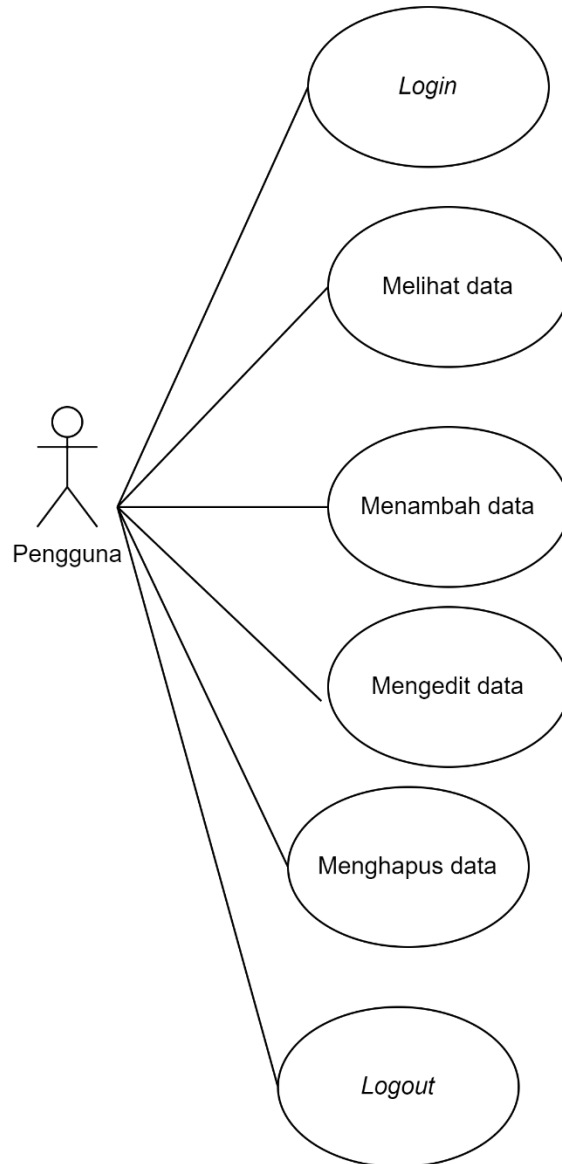 Login
Melihat data
Menambah data
Pengguna
Mengedit data
Menghapus data
Logout